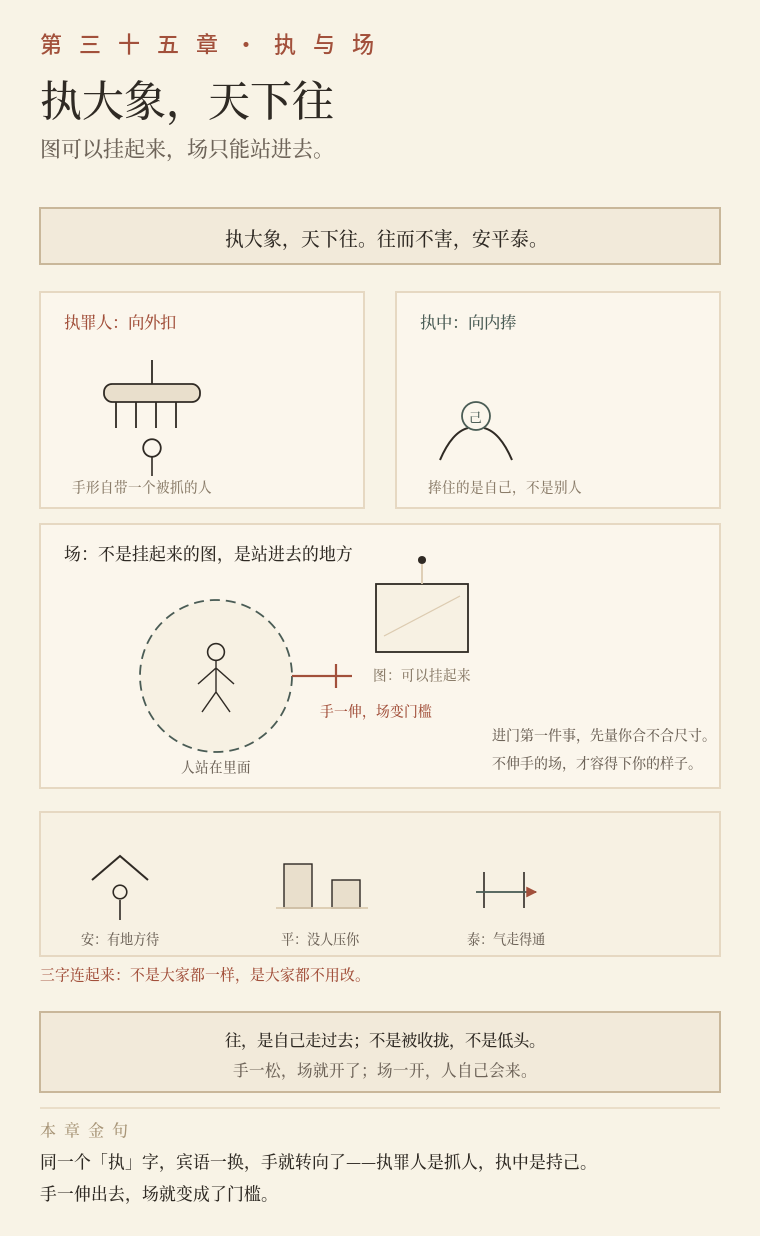 第三十五章·执与场
执大象，天下往
图可以挂起来，场只能站进去。
执大象，天下往。往而不害，安平泰。
执罪人：向外扣
手形自带一个被抓的人
执中：向内捧
己
捧住的是自己，不是别人
场：不是挂起来的图，是站进去的地方
图：可以挂起来
手一伸，场变门槛
进门第一件事，先量你合不合尺寸。
不伸手的场，才容得下你的样子。
人站在里面
安：有地方待
平：没人压你
泰：气走得通
三字连起来：不是大家都一样，是大家都不用改。
往，是自己走过去；不是被收拢，不是低头。
手一松，场就开了；场一开，人自己会来。
本章金句
同一个「执」字，宾语一换，手就转向了——执罪人是抓人，执中是持己。
手一伸出去，场就变成了门槛。